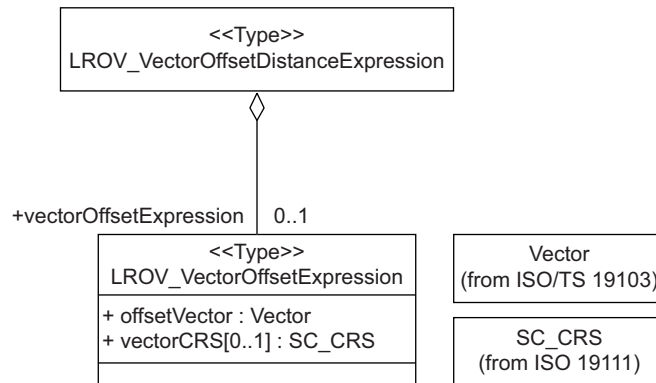 <<Type>>
LROV_VectorOffsetDistanceExpression
+vectorOffsetExpression 0..1
<<Type>>
LROV_VectorOffsetExpression
+ offsetVector : Vector
+ vectorCRS[0..1] : SC_CRS
Vector
(from ISO/TS 19103)
SC_CRS
(from ISO 19111)